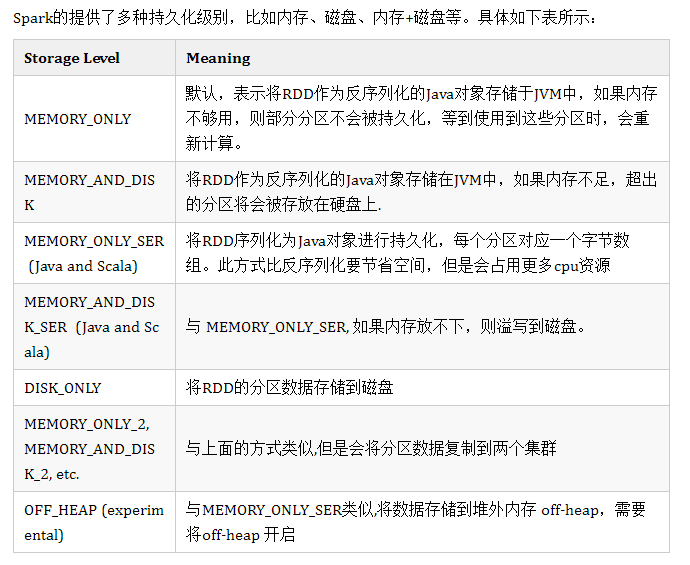 Spark的提供了多种持久化级别，比如内存、磁盘、内存+磁盘等。具体如下表所示：
Storage Level Meaning
MEMORY_ONLY
默认，表示将RDD作为反序列化的Java对象存储于JVM中，如果内存
不够用，则部分分区不会被持久化，等到使用到这些分区时，会重
新计算。
MEMORY_AND_DIS
K
将RDD作为反序列化的Java对象存储在JVM中，如果内存不足，超出
的分区将会被存放在硬盘上.
MEMORY_ONLY_SER
(Java and Scala)
将RDD序列化为Java对象进行持久化，每个分区对应一个字节数
组。此方式比反序列化要节省空间，但是会占用更多cpu资源
MEMORY_AND_DIS
K_SER (Java and Sc
ala)
与 MEMORY_ONLY_SER, 如果内存放不下，则溢写到磁盘。
DISK_ONLY
将RDD的分区数据存储到磁盘
MEMORY_ONLY_2,
MEMORY_AND_DIS
K_2, etc.
与上面的方式类似,但是会将分区数据复制到两个集群
OFF_HEAP (experim
ental)
与MEMORY_ONLY_SER类似,将数据存储到堆外内存 off-heap，需要
将off-heap 开启